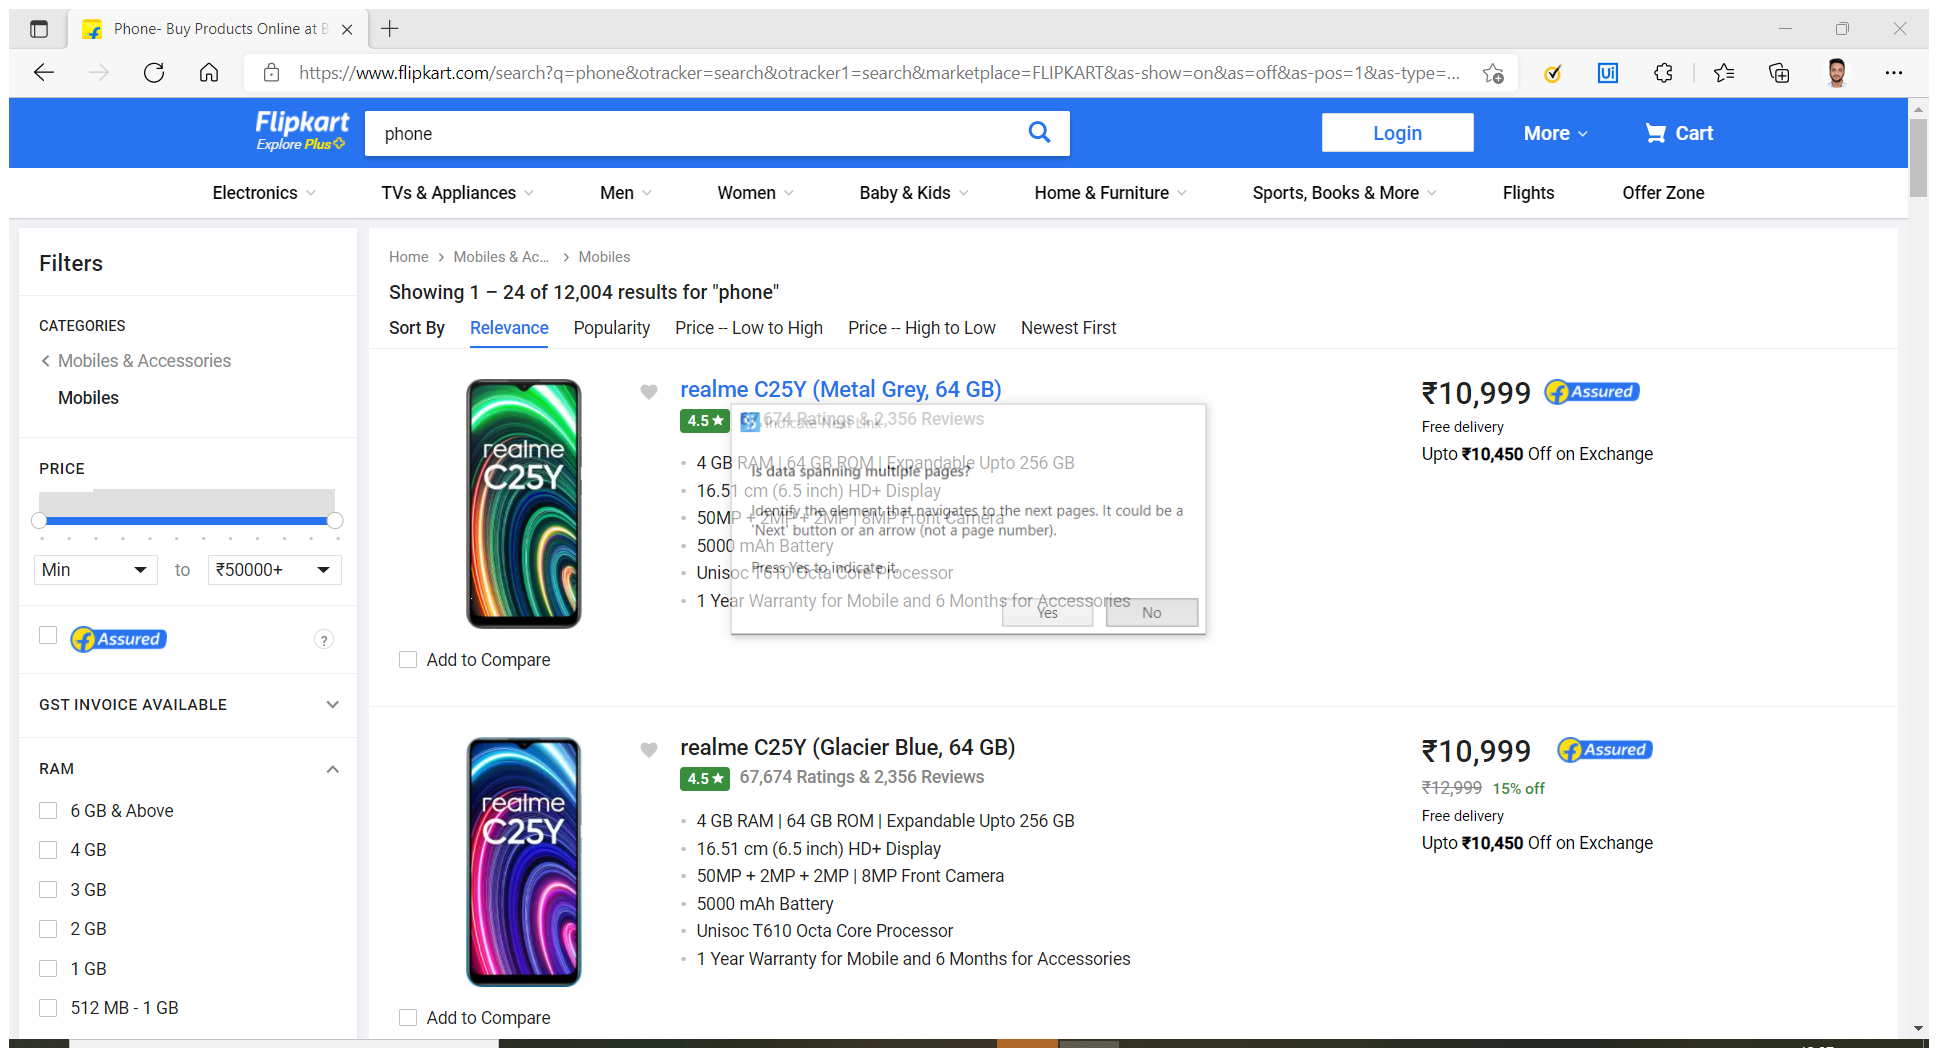 Phone- Buy Products Online at B
https://www.flipkart.com/search?q=phone&otracker=search&otracker1=search&marketplace=FLIPKART&as-show=on&as=off&as-pos=1&as-type=...
Ui
Flipkart
Explore Plus
phone
Login
More
Cart
Electronics
TVs & Appliances
Men
Women
Baby & Kids
Home & Furniture
Sports, Books & More
Flights
Offer Zone
Filters
CATEGORIES
Mobiles & Accessories
Mobiles
PRICE
Min
to
₹50000+
Assured
?
GST INVOICE AVAILABLE
RAM
6 GB & Above
4 GB
3 GB
2 GB
1 GB
512 MB - 1 GB
Home
Mobiles & Ac...
Mobiles
Showing 1 – 24 of 12,004 results for "phone"
Sort By
Relevance
Popularity
Price -- Low to High
Price -- High to Low
Newest First
realme
C25Y
Add to Compare
realme C25Y (Metal Grey, 64 GB)
4.5★
,674 Ratings & 2,356 Reviews
4 GB RAM | 64 GB ROM | Expandable Upto 256 GB
16.51 cm (6.5 inch) HD+ Display
50MP + 2MP + 2MP | 8MP Front Camera
5000 mAh Battery
Unisoc T610 Octa Core Processor
1 Year Warranty for Mobile and 6 Months for Accessories
Indicate Next Link
Is data spanning multiple pages?
Identify the element that navigates to the next pages. It could be a
'Next' button or an arrow (not a page number).
Press Yes to indicate it.
Yes
No
₹10,999
Assured
Free delivery
Upto ₹10,450 Off on Exchange
realme
C25Y
Add to Compare
realme C25Y (Glacier Blue, 64 GB)
4.5★
67,674 Ratings & 2,356 Reviews
4 GB RAM | 64 GB ROM | Expandable Upto 256 GB
16.51 cm (6.5 inch) HD+ Display
50MP + 2MP + 2MP | 8MP Front Camera
5000 mAh Battery
Unisoc T610 Octa Core Processor
1 Year Warranty for Mobile and 6 Months for Accessories
₹10,999
Assured
₹12,999
15% off
Free delivery
Upto ₹10,450 Off on Exchange